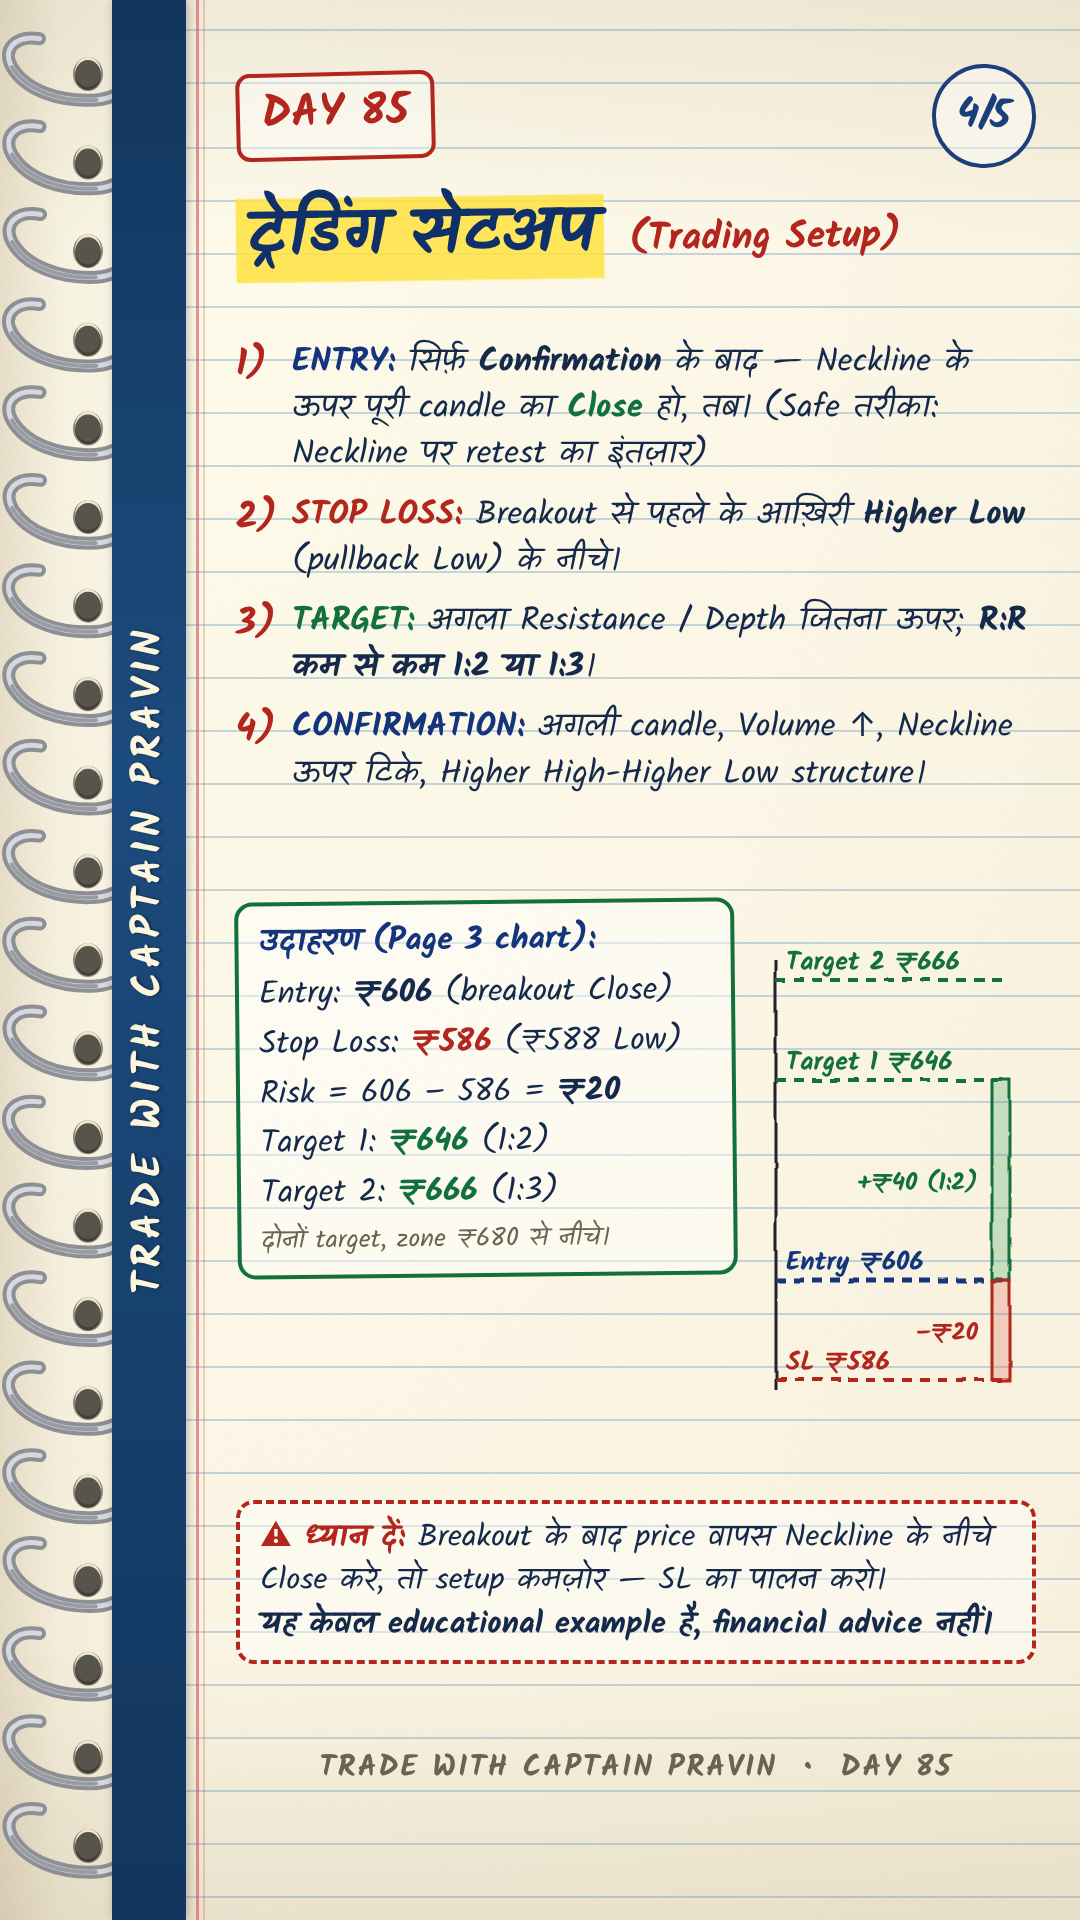 DAY 85
4/5
ट्रेडिंग सेटअप (Trading Setup)
1) ENTRY: सिर्फ़ Confirmation के बाद — Neckline के
ऊपर पूरी candle का Close हो, तब। (Safe तरीका:
Neckline पर retest का इंतज़ार)
2) STOP LOSS: Breakout से पहले के आख़िरी Higher Low
(pullback Low) के नीचे।
3) TARGET: अगला Resistance / Depth जितना ऊपर; R:R
कम से कम 1:2 या 1:3।
4) CONFIRMATION: अगली candle, Volume ↑, Neckline
ऊपर टिके, Higher High-Higher Low structure।
उदाहरण (Page 3 chart):
Entry: ₹606 (breakout Close)
Stop Loss: ₹586 (₹588 Low)
Risk = 606 – 586 = ₹20
Target 1: ₹646 (1:2)
Target 2: ₹666 (1:3)
दोनों target, zone ₹680 से नीचे।
Target 2 ₹666
Target 1 ₹646
+₹40 (1:2)
Entry ₹606
–₹20
SL ₹586
⚠ ध्यान दें: Breakout के बाद price वापस Neckline के नीचे
Close करे, तो setup कमज़ोर — SL का पालन करो।
यह केवल educational example है, financial advice नहीं।
TRADE WITH CAPTAIN PRAVIN · DAY 85
TRADE WITH CAPTAIN PRAVIN